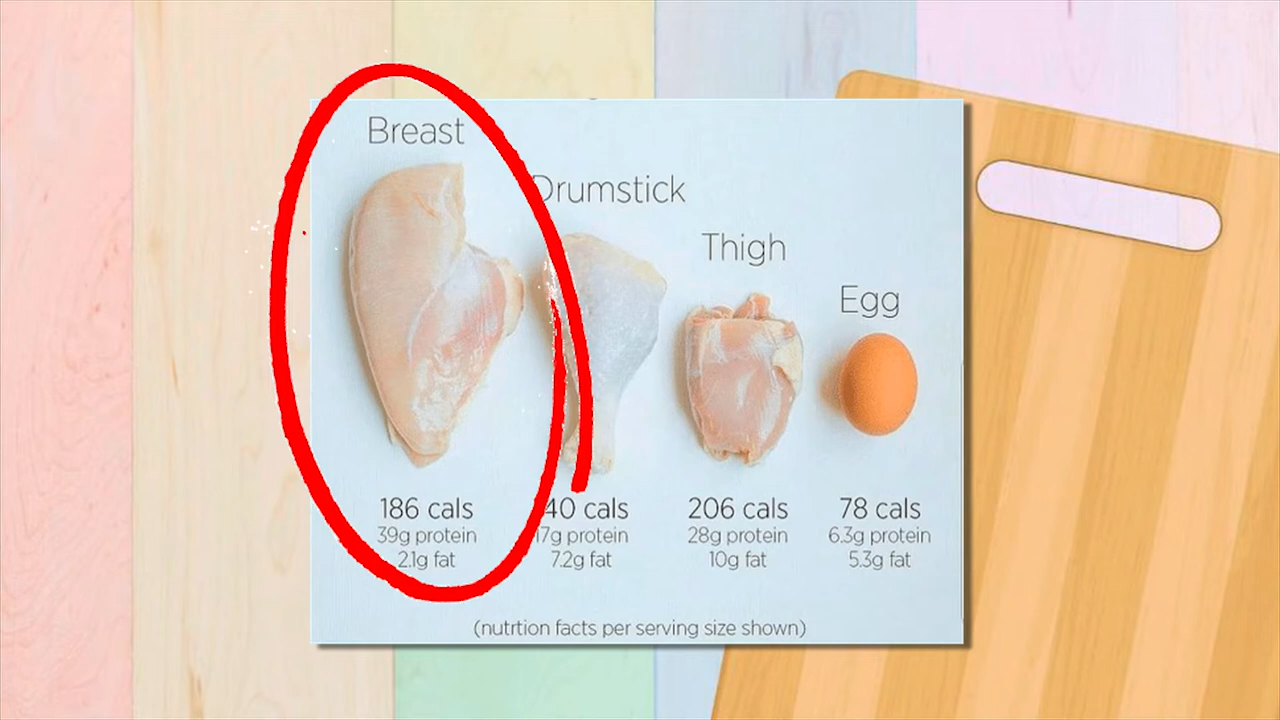 Breast
Drumstick
Thigh
Egg
186 cals
39g protein
2.1g fat
40 cals
17g protein
7.2g fat
206 cals
28g protein
10g fat
78 cals
6.3g protein
5.3g fat
(nutrtion facts per serving size shown)